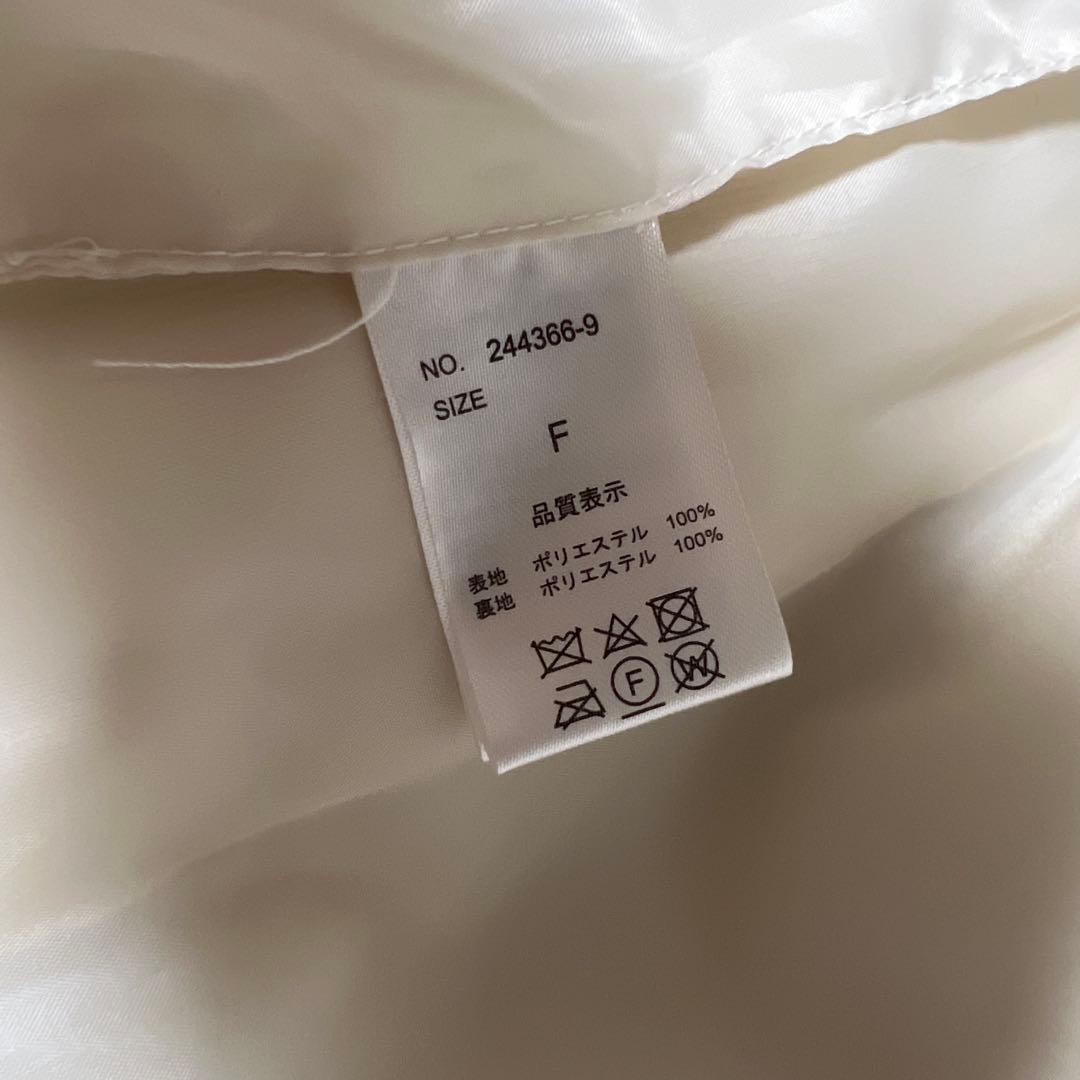 NO. 244366-9
SIZE
F
品質表示
表地 ポリエステル 100%
裏地 ポリエステル 100%
F W